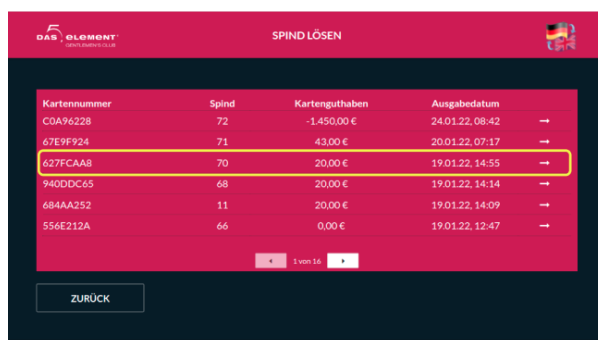 DAS 5. ELEMENT
GENTLEMEN'S CLUB
SPIND LÖSEN
Kartennummer Spind Kartenguthaben Ausgabedatum
C0A96228 72 -1.450,00 € 24.01.22, 08:42 →
67E9F924 71 43,00 € 20.01.22, 07:17 →
627FCAA8 70 20,00 € 19.01.22, 14:55 →
940DDC65 68 20,00 € 19.01.22, 14:14 →
684AA252 11 20,00 € 19.01.22, 14:09 →
556E212A 66 0,00 € 19.01.22, 12:47 →
1 von 16
ZURÜCK